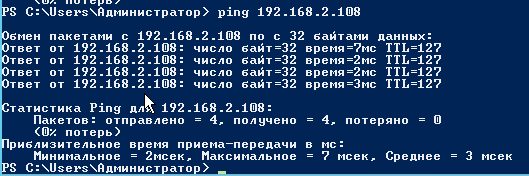 (0% потерь)
PS C:\Users\Администратор> ping 192.168.2.108
Обмен пакетами с 192.168.2.108 по с 32 байтами данных:
Ответ от 192.168.2.108: число байт=32 время=7мс TTL=127
Ответ от 192.168.2.108: число байт=32 время=2мс TTL=127
Ответ от 192.168.2.108: число байт=32 время=2мс TTL=127
Ответ от 192.168.2.108: число байт=32 время=3мс TTL=127
Статистика Ping для 192.168.2.108:
Пакетов: отправлено = 4, получено = 4, потеряно = 0
(0% потерь)
Приблизительное время приема-передачи в мс:
Минимальное = 2мсек, Максимальное = 7 мсек, Среднее = 3 мсек
PS C:\Users\Администратор>